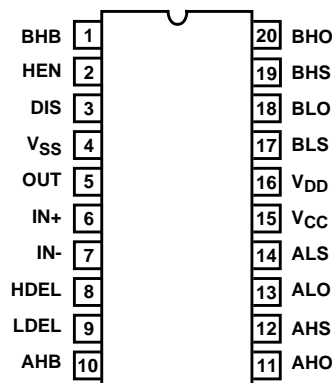 BHB 1 20 BHO
HEN 2 19 BHS
DIS 3 18 BLO
VSS 4 17 BLS
OUT 5 16 VDD
IN+ 6 15 VCC
IN- 7 14 ALS
HDEL 8 13 ALO
LDEL 9 12 AHS
AHB 10 11 AHO